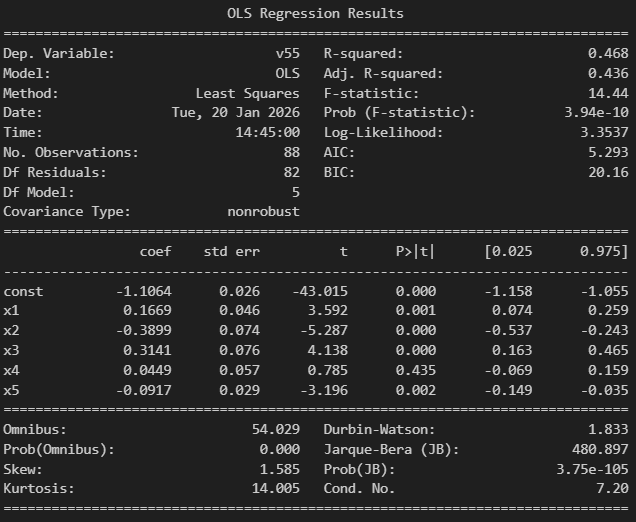 OLS Regression Results
==============================================================================
Dep. Variable:                    v55   R-squared:                       0.468
Model:                            OLS   Adj. R-squared:                  0.436
Method:                 Least Squares   F-statistic:                     14.44
Date:                Tue, 20 Jan 2026   Prob (F-statistic):           3.94e-10
Time:                        14:45:00   Log-Likelihood:                 3.3537
No. Observations:                  88   AIC:                             5.293
Df Residuals:                      82   BIC:                             20.16
Df Model:                           5
Covariance Type:            nonrobust
==============================================================================
                 coef    std err          t      P>|t|      [0.025      0.975]
------------------------------------------------------------------------------
const         -1.1064      0.026    -43.015      0.000      -1.158      -1.055
x1             0.1669      0.046      3.592      0.001       0.074       0.259
x2            -0.3899      0.074     -5.287      0.000      -0.537      -0.243
x3             0.3141      0.076      4.138      0.000       0.163       0.465
x4             0.0449      0.057      0.785      0.435      -0.069       0.159
x5            -0.0917      0.029     -3.196      0.002      -0.149      -0.035
==============================================================================
Omnibus:                       54.029   Durbin-Watson:                   1.833
Prob(Omnibus):                  0.000   Jarque-Bera (JB):              480.897
Skew:                           1.585   Prob(JB):                    3.75e-105
Kurtosis:                      14.005   Cond. No.                         7.20
==============================================================================